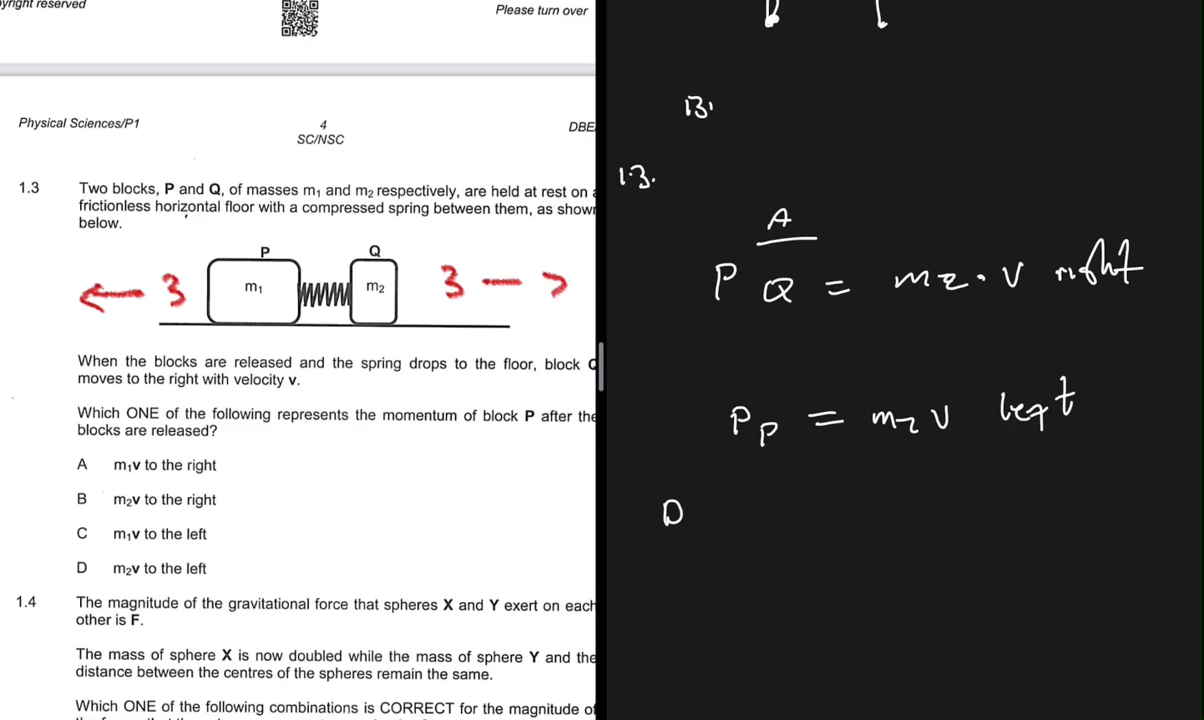 yright reserved
Please turn over
Physical Sciences/P1
4
SC/NSC
DBE
1.3 Two blocks, P and Q, of masses m₁ and m₂ respectively, are held at rest on a
frictionless horizontal floor with a compressed spring between them, as show
below.
P
Q
3
m₁
m₂
3
When the blocks are released and the spring drops to the floor, block Q
moves to the right with velocity v.
Which ONE of the following represents the momentum of block P after the
blocks are released?
A m₁v to the right
B m₂v to the right
C m₁v to the left
D m₂v to the left
1.4 The magnitude of the gravitational force that spheres X and Y exert on each
other is F.
The mass of sphere X is now doubled while the mass of sphere Y and the
distance between the centres of the spheres remain the same.
Which ONE of the following combinations is CORRECT for the magnitude of
13.
1.3.
A
P Q = m2 . v right
P P = m2 v left
D